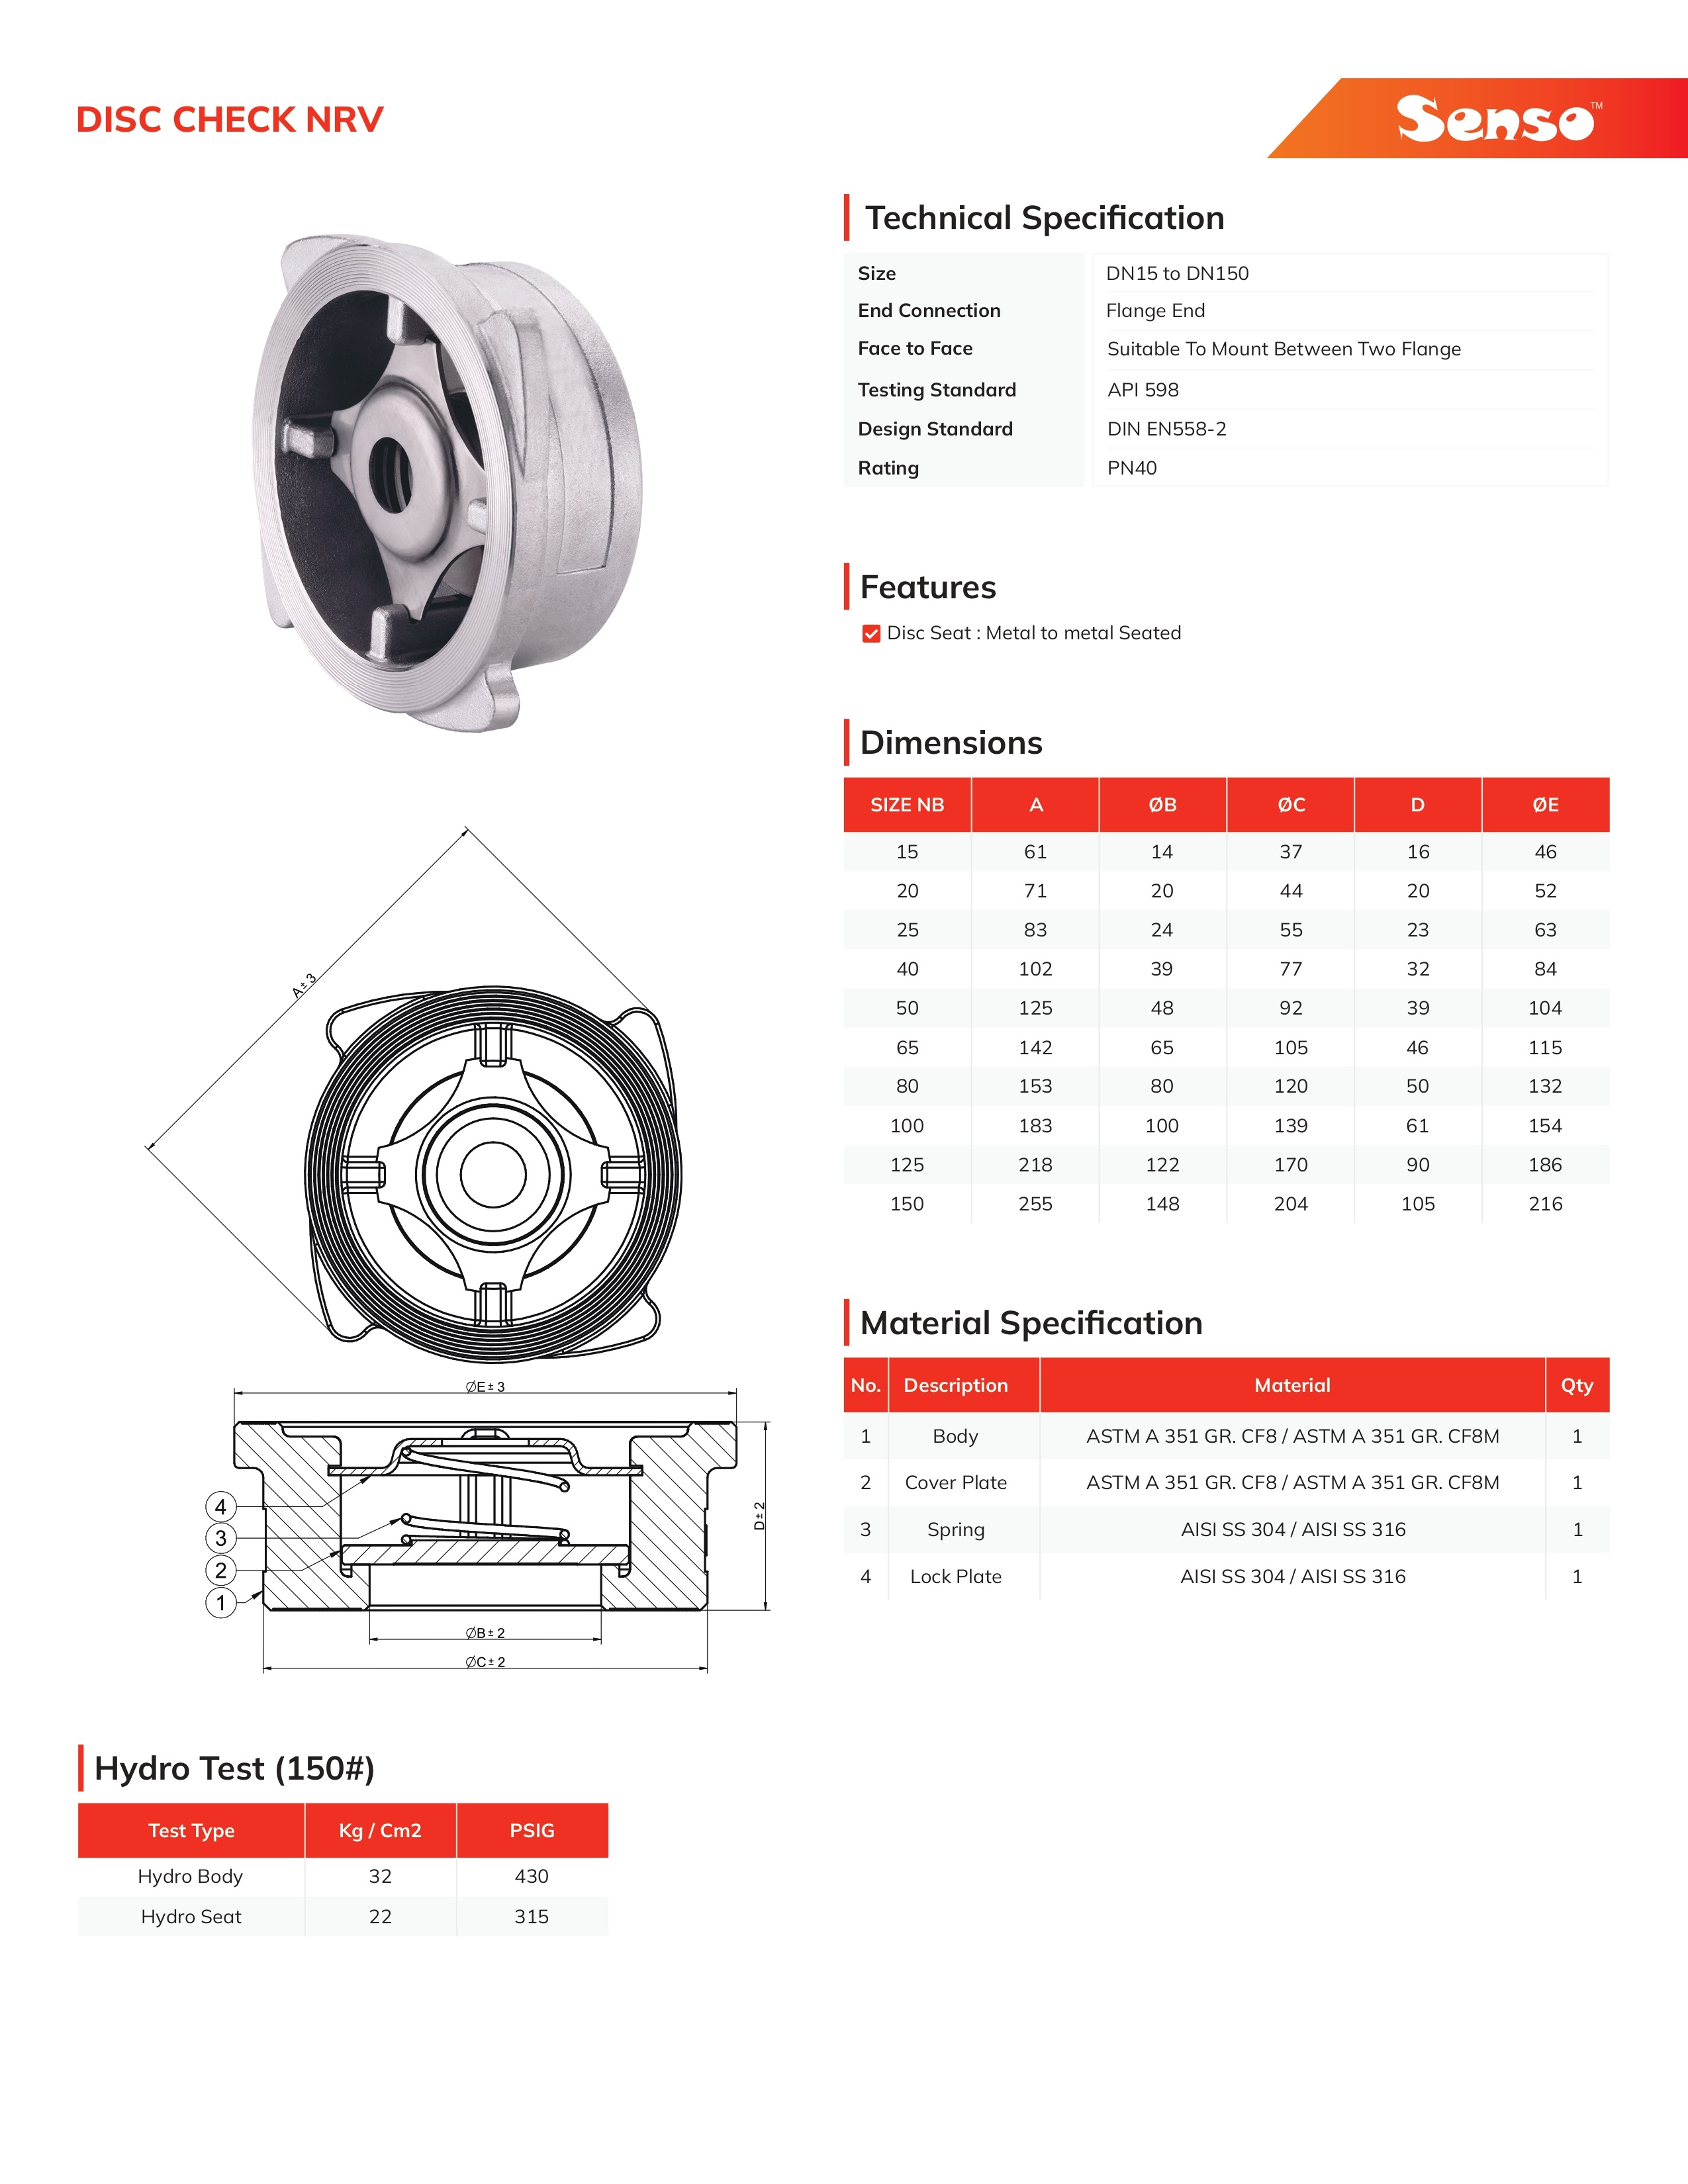 DISC CHECK NRV
Senso™
Technical Specification
Size DN15 to DN150
End Connection Flange End
Face to Face Suitable To Mount Between Two Flange
Testing Standard API 598
Design Standard DIN EN558-2
Rating PN40
Features
Disc Seat : Metal to metal Seated
Dimensions
SIZE NB A ØB ØC D ØE
15 61 14 37 16 46
20 71 20 44 20 52
25 83 24 55 23 63
40 102 39 77 32 84
50 125 48 92 39 104
65 142 65 105 46 115
80 153 80 120 50 132
100 183 100 139 61 154
125 218 122 170 90 186
150 255 148 204 105 216
Material Specification
No. Description Material Qty
1 Body ASTM A 351 GR. CF8 / ASTM A 351 GR. CF8M 1
2 Cover Plate ASTM A 351 GR. CF8 / ASTM A 351 GR. CF8M 1
3 Spring AISI SS 304 / AISI SS 316 1
4 Lock Plate AISI SS 304 / AISI SS 316 1
A± 3
ØE± 3
4
3
2
1
D± 2
ØB± 2
ØC± 2
Hydro Test (150#)
Test Type Kg / Cm2 PSIG
Hydro Body 32 430
Hydro Seat 22 315